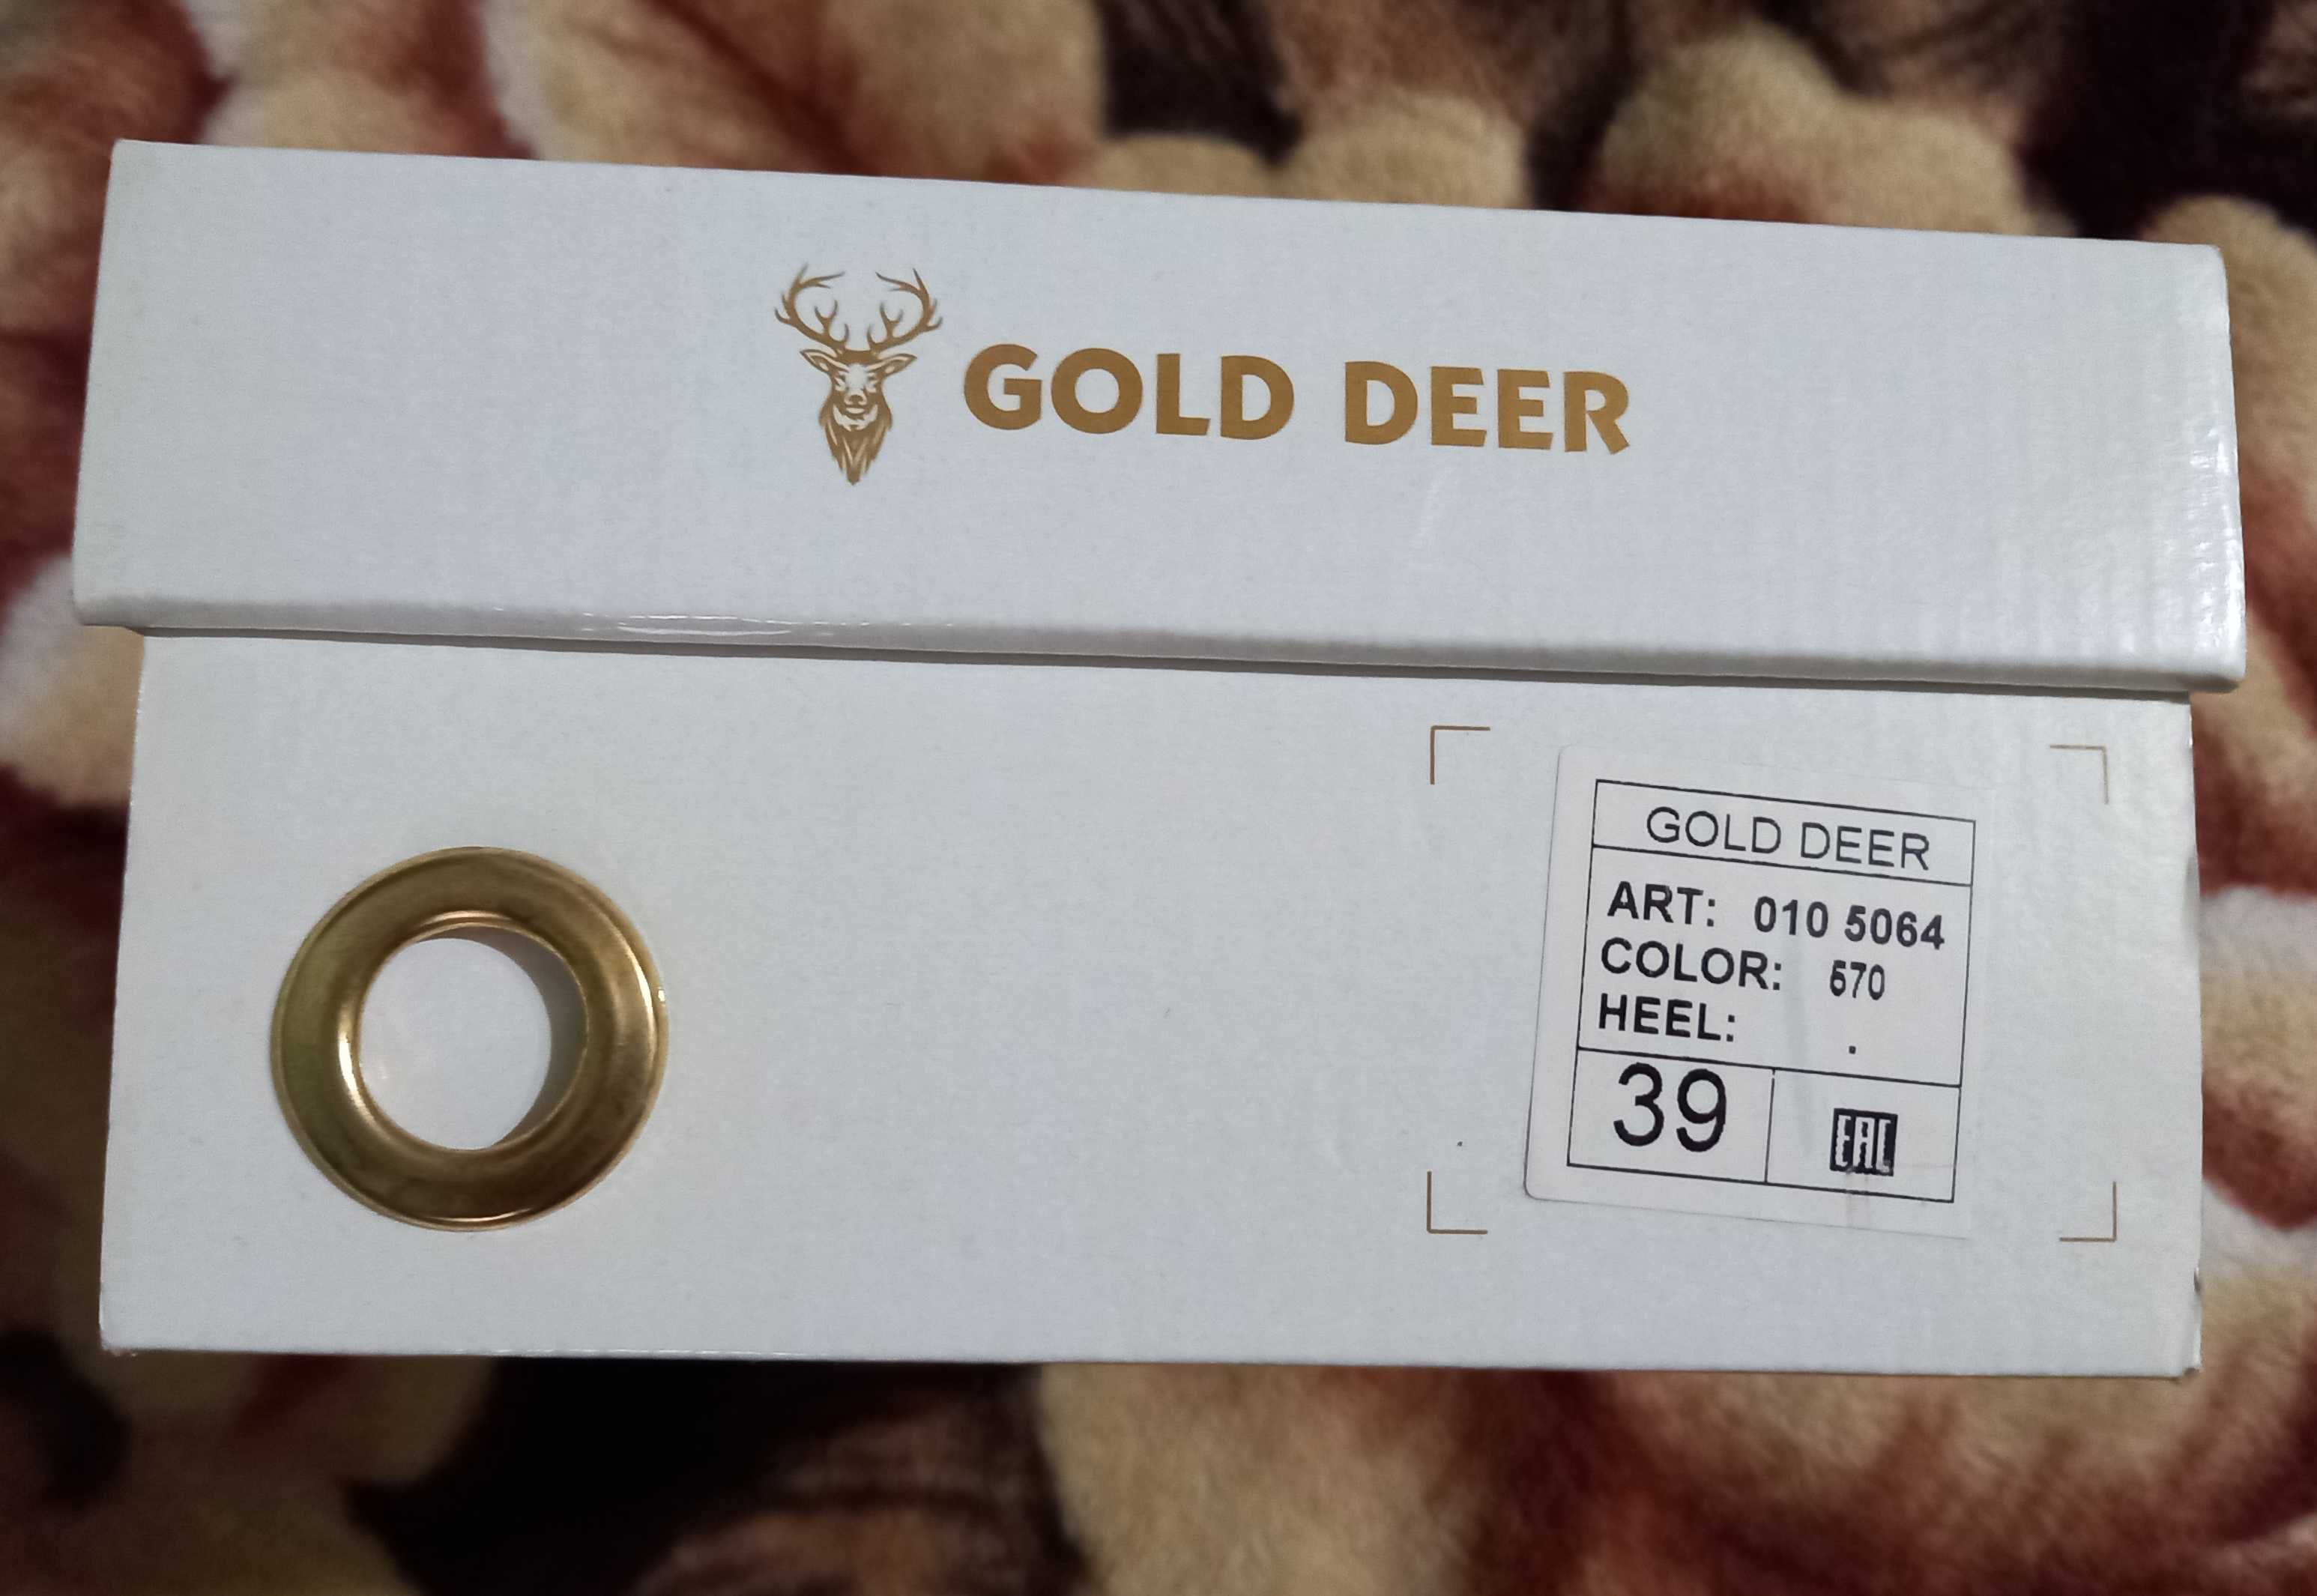 GOLD DEER
GOLD DEER
ART: 010 5064
COLOR: 570
HEEL: .
39
EAC